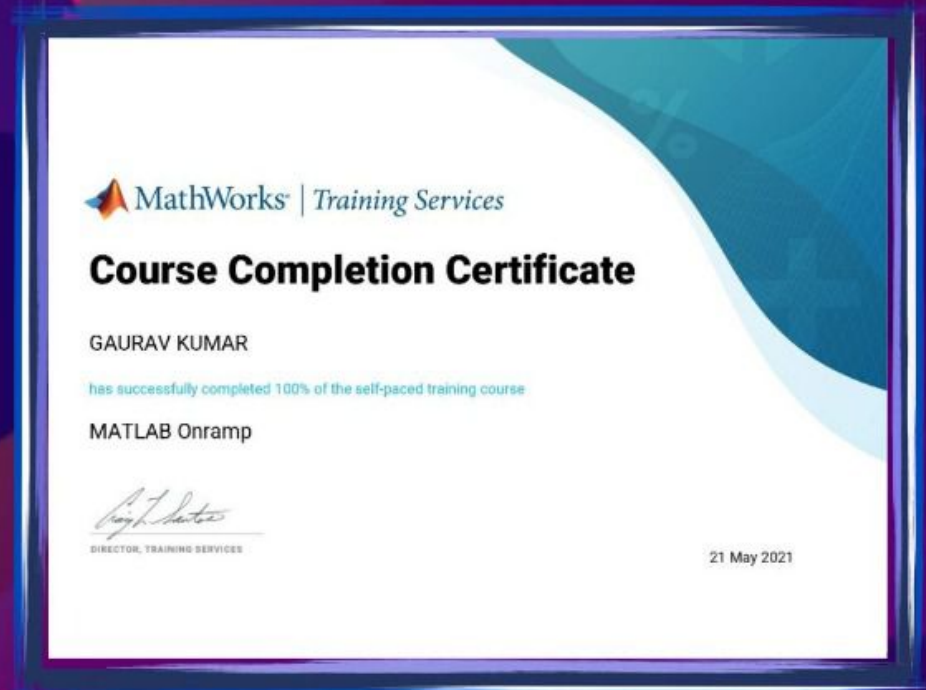 MathWorks® | Training Services
Course Completion Certificate
GAURAV KUMAR
has successfully completed 100% of the self-paced training course
MATLAB Onramp
DIRECTOR, TRAINING SERVICES
21 May 2021
%
+